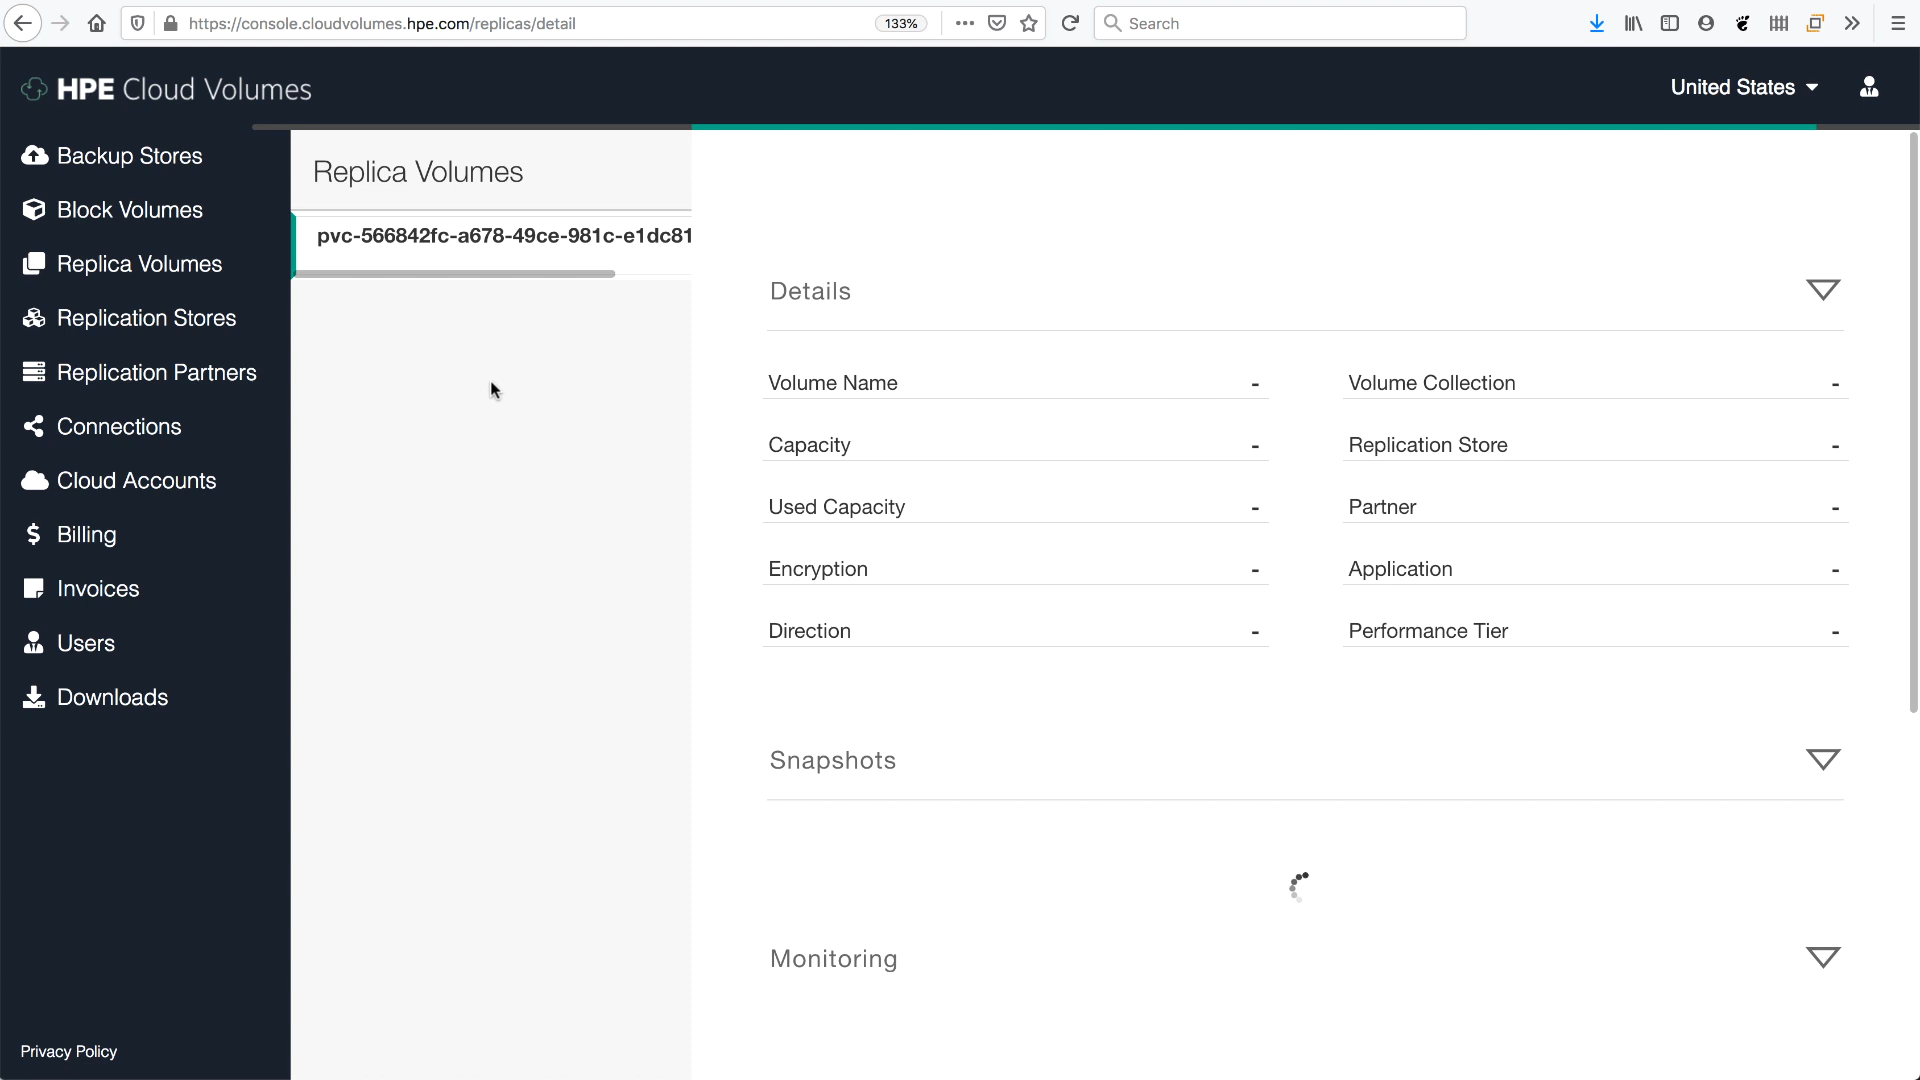 https://console.cloudvolumes.hpe.com/replicas/detail
133%
Search
HPE Cloud Volumes
United States
Backup Stores
Block Volumes
Replica Volumes
Replication Stores
Replication Partners
Connections
Cloud Accounts
Billing
Invoices
Users
Downloads
Privacy Policy
Replica Volumes
pvc-566842fc-a678-49ce-981c-e1dc81
Details
Volume Name -
Volume Collection -
Capacity -
Replication Store -
Used Capacity -
Partner -
Encryption -
Application -
Direction -
Performance Tier -
Snapshots
Monitoring